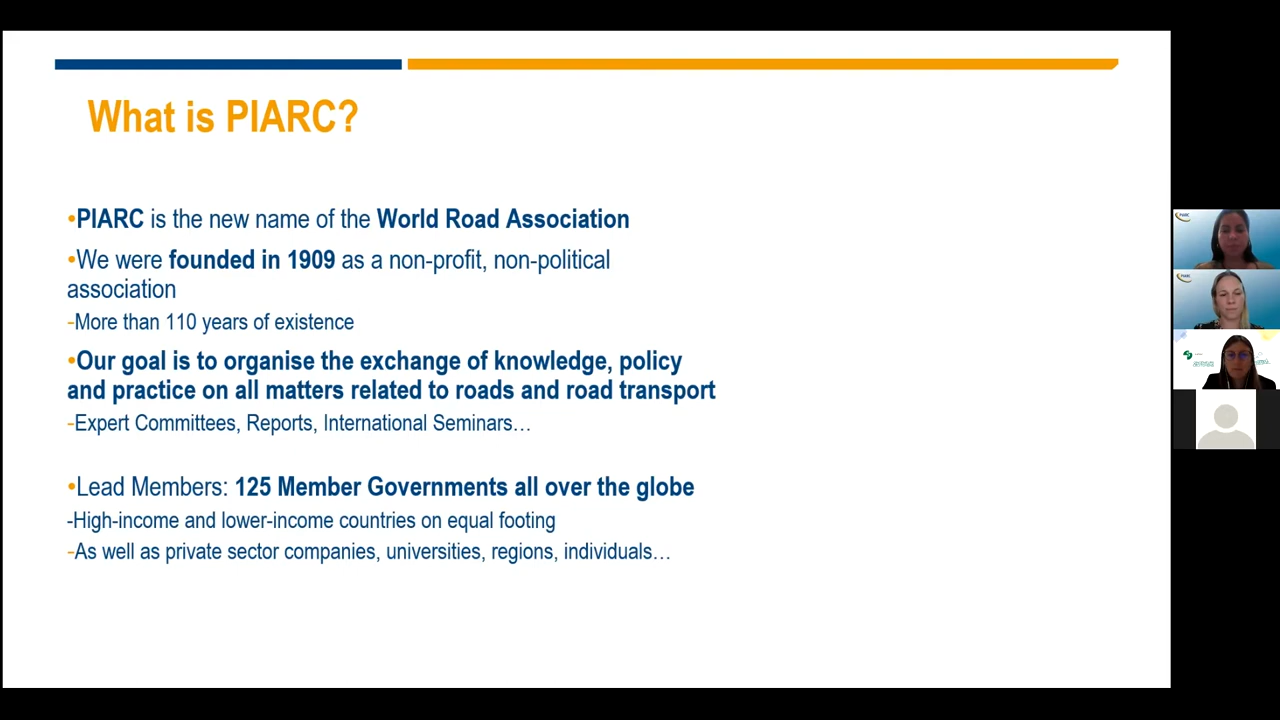 What is PIARC?
•PIARC is the new name of the World Road Association
•We were founded in 1909 as a non-profit, non-political
association
-More than 110 years of existence
•Our goal is to organise the exchange of knowledge, policy
and practice on all matters related to roads and road transport
-Expert Committees, Reports, International Seminars…
•Lead Members: 125 Member Governments all over the globe
-High-income and lower-income countries on equal footing
-As well as private sector companies, universities, regions, individuals…
PIARC
PIARC